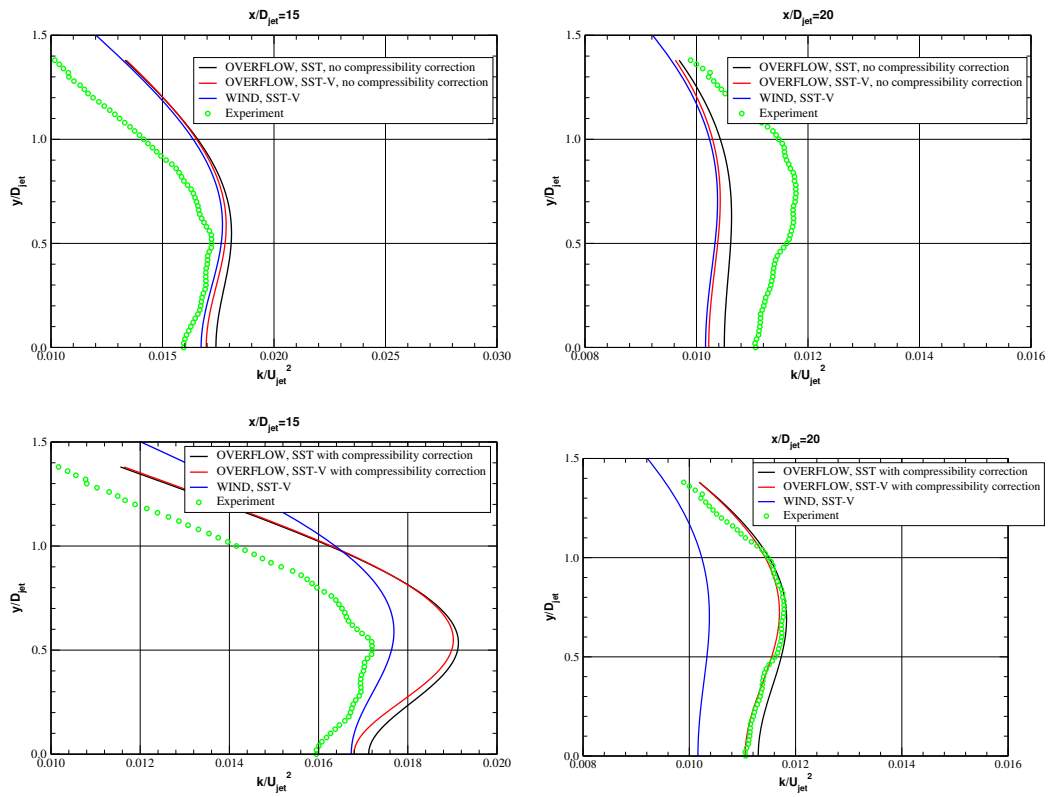 x/D_jet=15
1.5
1.0
0.5
0.0
y/D_jet
OVERFLOW, SST, no compressibility correction
OVERFLOW, SST-V, no compressibility correction
WIND, SST-V
Experiment
0.010 0.015 0.020 0.025 0.030
k/U_jet^2
x/D_jet=20
1.5
1.0
0.5
0.0
y/D_jet
OVERFLOW, SST, no compressibility correction
OVERFLOW, SST-V, no compressibility correction
WIND, SST-V
Experiment
0.008 0.010 0.012 0.014 0.016
k/U_jet^2
x/D_jet=15
1.5
1.0
0.5
0.0
y/D_jet
OVERFLOW, SST with compressibility correction
OVERFLOW, SST-V with compressibility correction
WIND, SST-V
Experiment
0.010 0.012 0.014 0.016 0.018 0.020
k/U_jet^2
x/D_jet=20
1.5
1.0
0.5
0.0
y/D_jet
OVERFLOW, SST with compressibility correction
OVERFLOW, SST-V with compressibility correction
WIND, SST-V
Experiment
0.008 0.010 0.012 0.014 0.016
k/U_jet^2